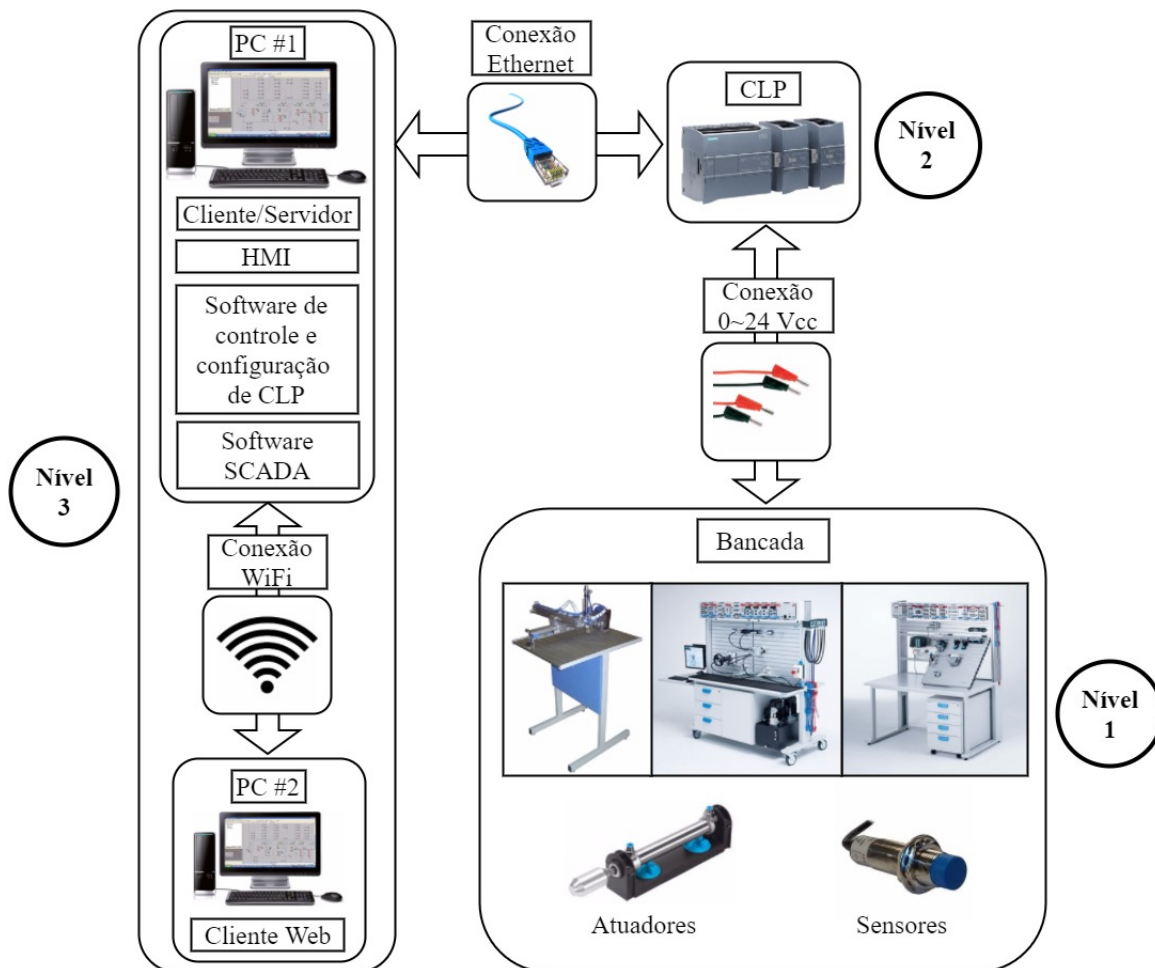 PC #1
Cliente/Servidor
HMI
Software de
controle e
configuração
de CLP
Software
SCADA
Nível
3
Conexão
WiFi
PC #2
Cliente Web
Conexão
Ethernet
CLP
Nível
2
Conexão
0~24 Vcc
Bancada
Nível
1
Atuadores
Sensores